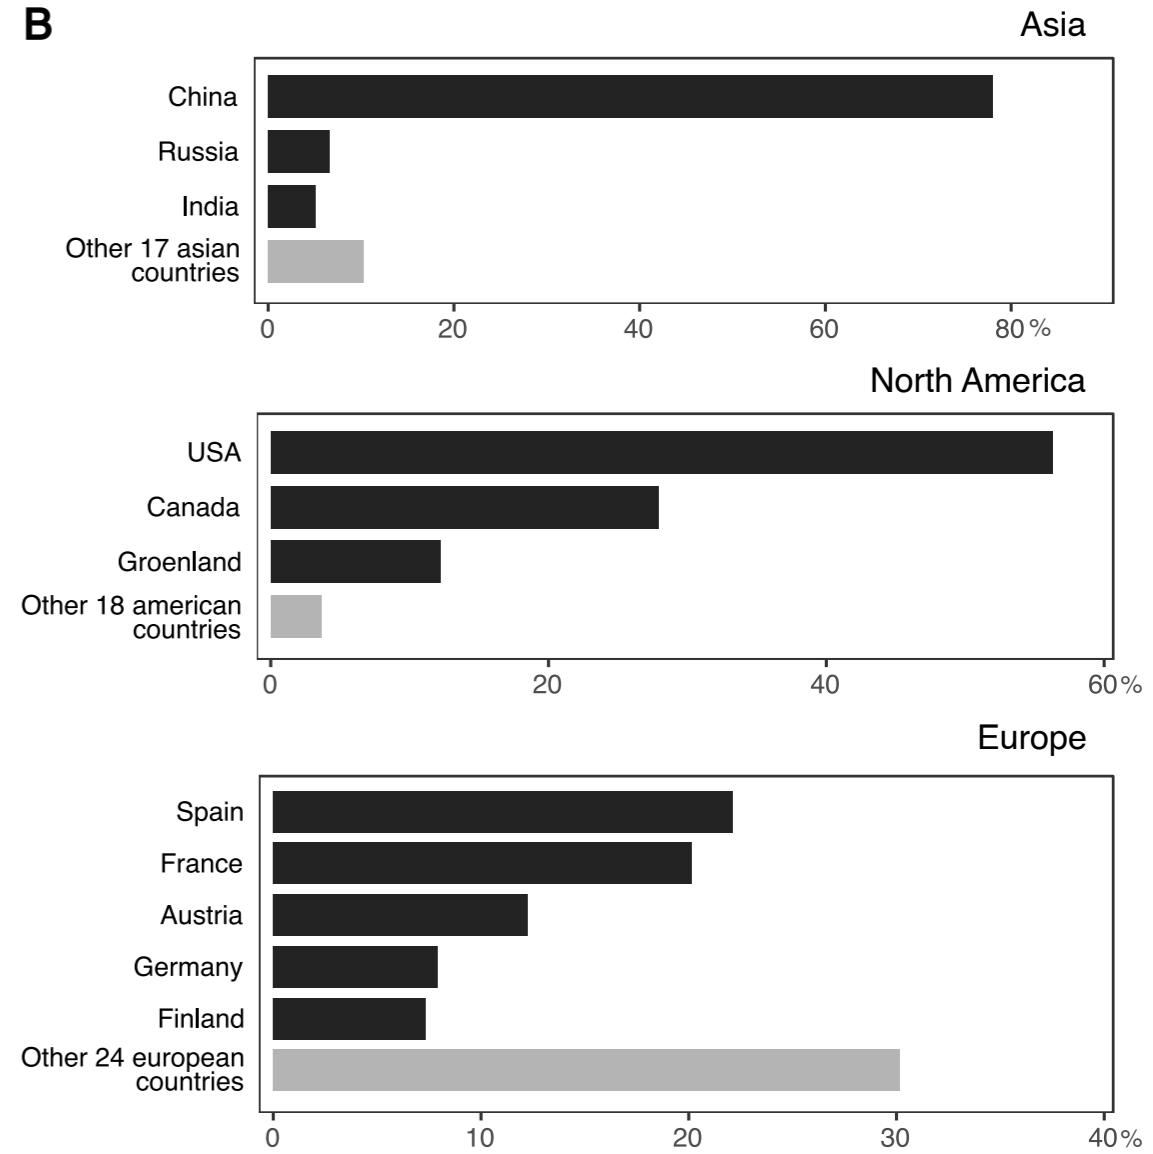 B
Asia
China
Russia
India
Other 17 asian
countries
0 20 40 60 80 %
North America
USA
Canada
Groenland
Other 18 american
countries
0 20 40 60 %
Europe
Spain
France
Austria
Germany
Finland
Other 24 european
countries
0 10 20 30 40 %